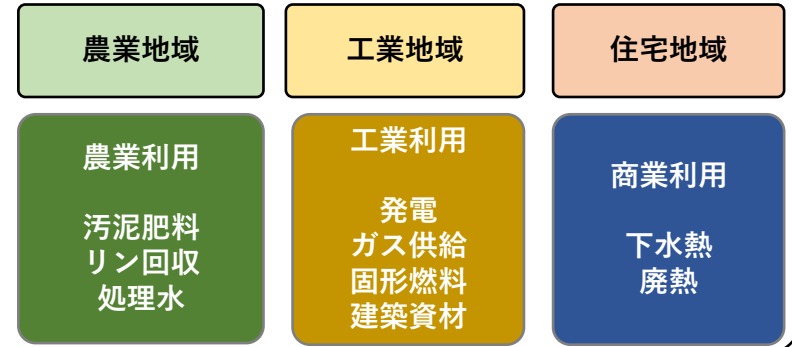 農業地域
工業地域
住宅地域
農業利用
汚泥肥料
リン回収
処理水
工業利用
発電
ガス供給
固形燃料
建築資材
商業利用
下水熱
廃熱